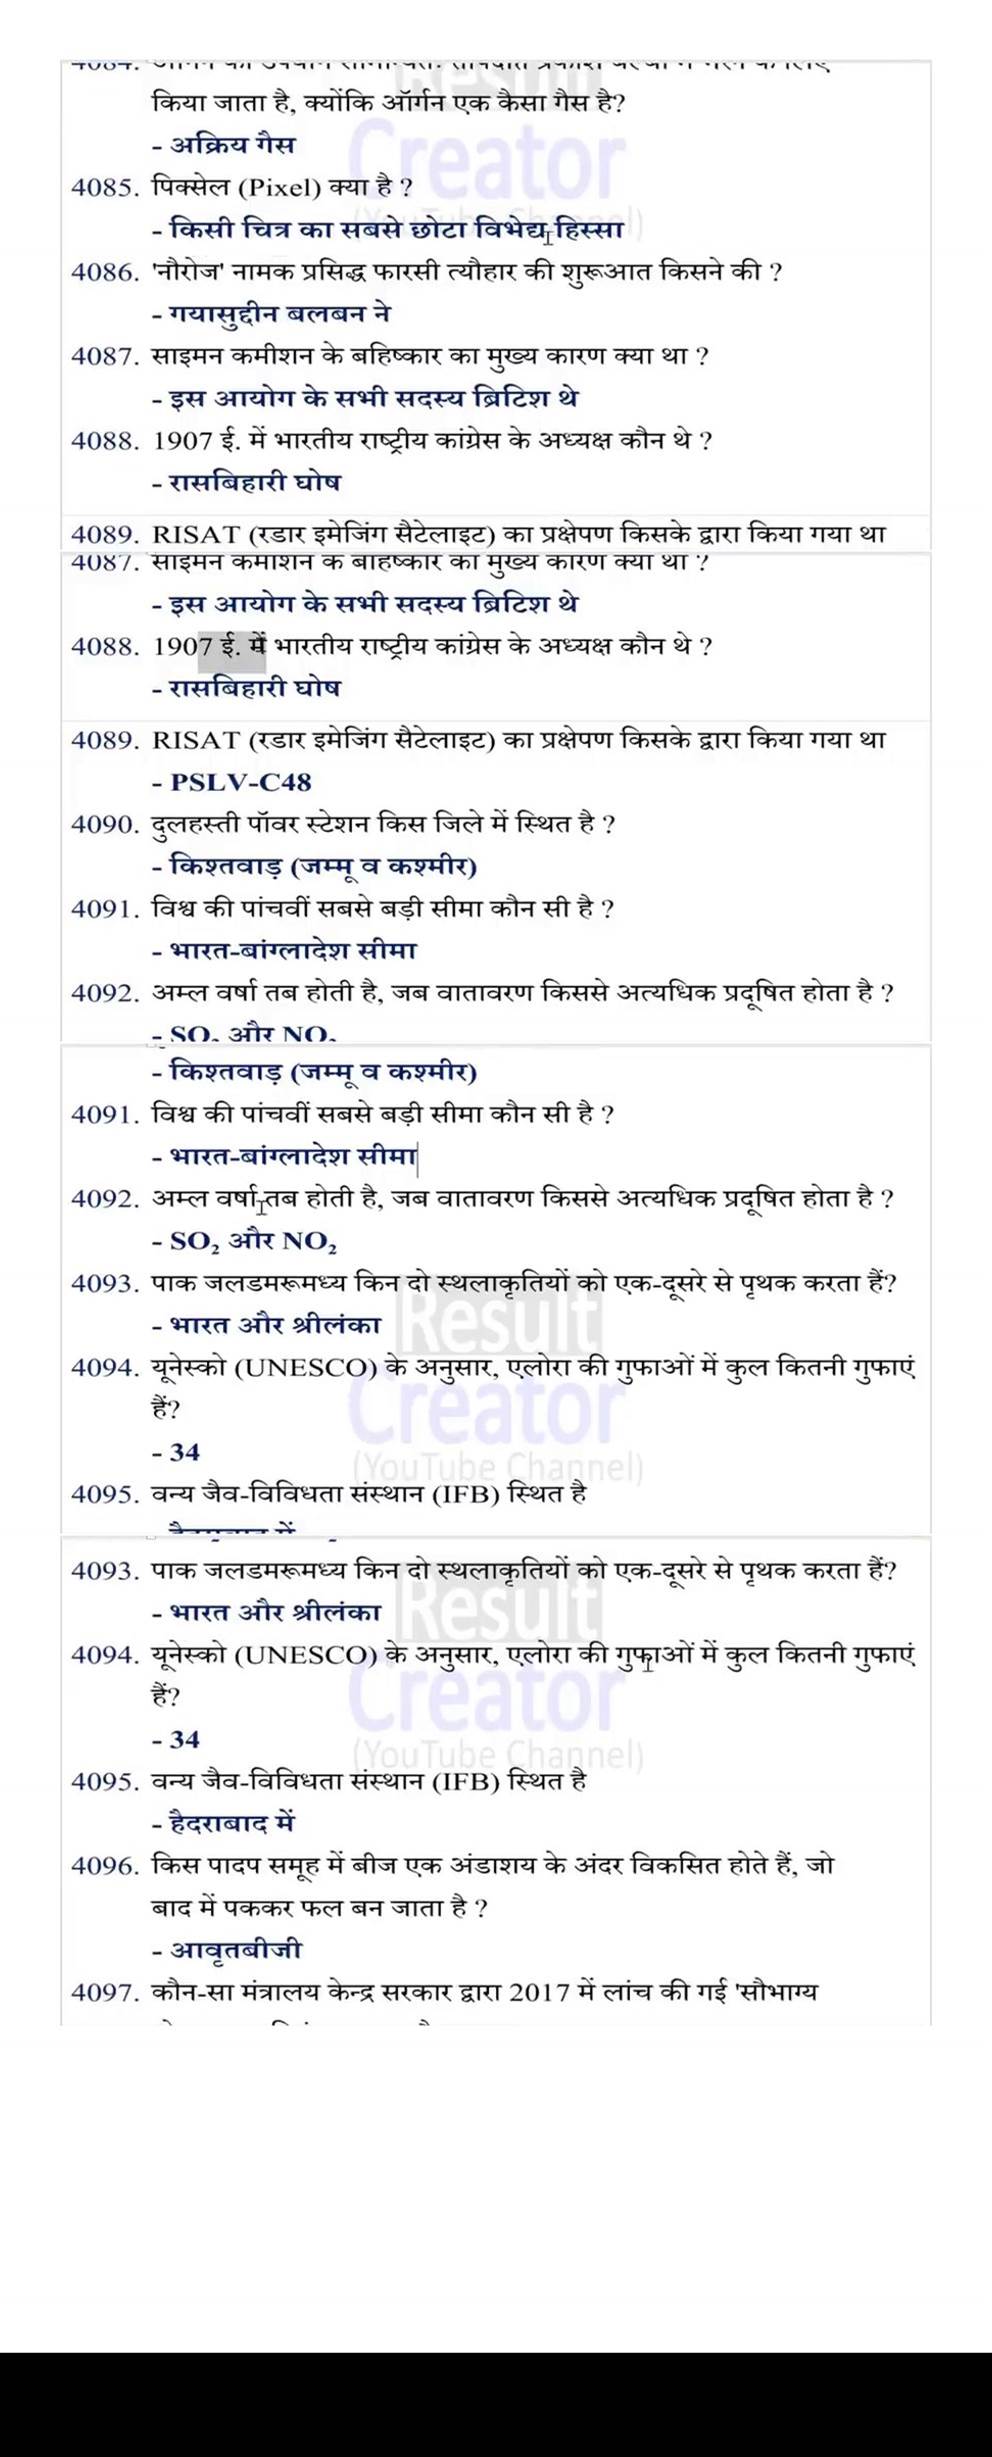 4084.
किया जाता है, क्योंकि ऑर्गन एक कैसा गैस है?
- अक्रिय गैस
4085. पिक्सेल (Pixel) क्या है ?
- किसी चित्र का सबसे छोटा विभेद्य हिस्सा
4086. 'नौरोज' नामक प्रसिद्ध फारसी त्यौहार की शुरूआत किसने की ?
- गयासुद्दीन बलबन ने
4087. साइमन कमीशन के बहिष्कार का मुख्य कारण क्या था ?
- इस आयोग के सभी सदस्य ब्रिटिश थे
4088. 1907 ई. में भारतीय राष्ट्रीय कांग्रेस के अध्यक्ष कौन थे ?
- रासबिहारी घोष
4089. RISAT (रडार इमेजिंग सैटेलाइट) का प्रक्षेपण किसके द्वारा किया गया था
4087. साइमन कमीशन के बहिष्कार का मुख्य कारण क्या था ?
- इस आयोग के सभी सदस्य ब्रिटिश थे
4088. 1907 ई. में भारतीय राष्ट्रीय कांग्रेस के अध्यक्ष कौन थे ?
- रासबिहारी घोष
4089. RISAT (रडार इमेजिंग सैटेलाइट) का प्रक्षेपण किसके द्वारा किया गया था
- PSLV-C48
4090. दुलहस्ती पॉवर स्टेशन किस जिले में स्थित है ?
- किश्तवाड़ (जम्मू व कश्मीर)
4091. विश्व की पांचवीं सबसे बड़ी सीमा कौन सी है ?
- भारत-बांग्लादेश सीमा
4092. अम्ल वर्षा तब होती है, जब वातावरण किससे अत्यधिक प्रदूषित होता है ?
- SO₂ और NO₂
- किश्तवाड़ (जम्मू व कश्मीर)
4091. विश्व की पांचवीं सबसे बड़ी सीमा कौन सी है ?
- भारत-बांग्लादेश सीमा
4092. अम्ल वर्षा तब होती है, जब वातावरण किससे अत्यधिक प्रदूषित होता है ?
- SO₂ और NO₂
4093. पाक जलडमरूमध्य किन दो स्थलाकृतियों को एक-दूसरे से पृथक करता हैं?
- भारत और श्रीलंका
4094. यूनेस्को (UNESCO) के अनुसार, एलोरा की गुफाओं में कुल कितनी गुफाएं
हैं?
- 34
4095. वन्य जैव-विविधता संस्थान (IFB) स्थित है
4093. पाक जलडमरूमध्य किन दो स्थलाकृतियों को एक-दूसरे से पृथक करता हैं?
- भारत और श्रीलंका
4094. यूनेस्को (UNESCO) के अनुसार, एलोरा की गुफाओं में कुल कितनी गुफाएं
हैं?
- 34
4095. वन्य जैव-विविधता संस्थान (IFB) स्थित है
- हैदराबाद में
4096. किस पादप समूह में बीज एक अंडाशय के अंदर विकसित होते हैं, जो
बाद में पककर फल बन जाता है ?
- आवृतबीजी
4097. कौन-सा मंत्रालय केन्द्र सरकार द्वारा 2017 में लांच की गई 'सौभाग्य
Result
Creator
(YouTube Channel)